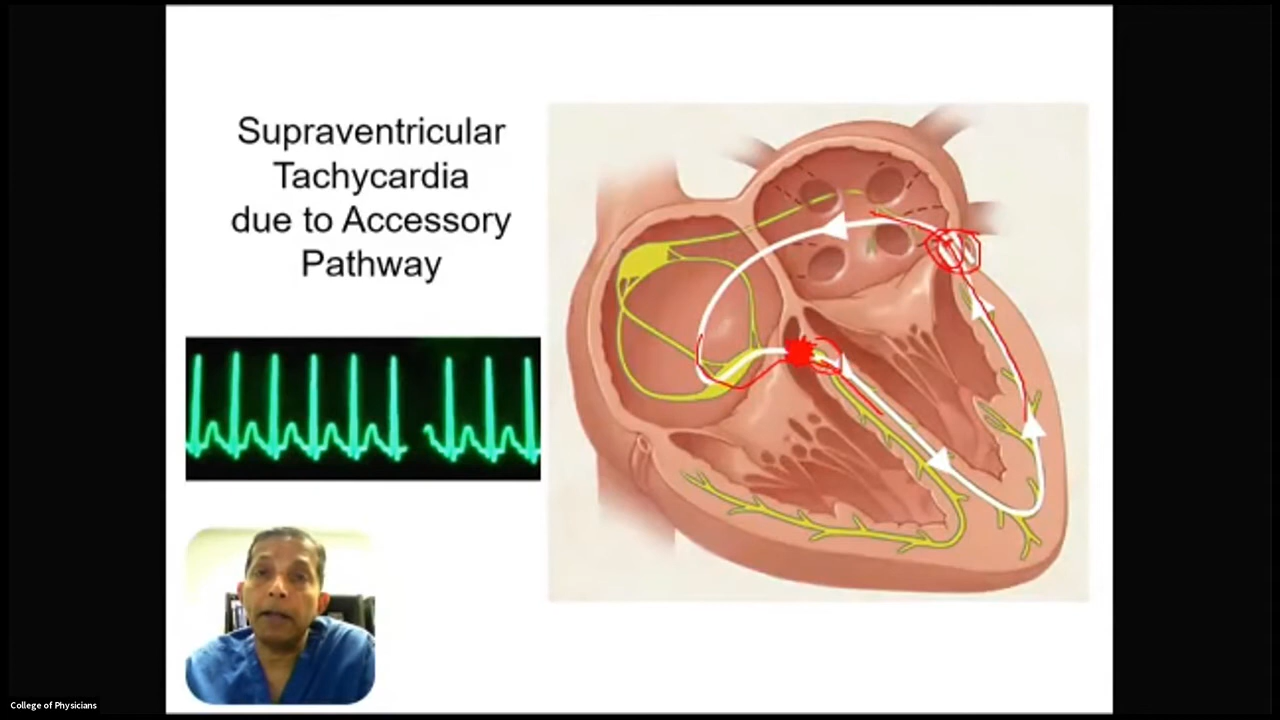 Supraventricular
Tachycardia
due to Accessory
Pathway
College of Physicians